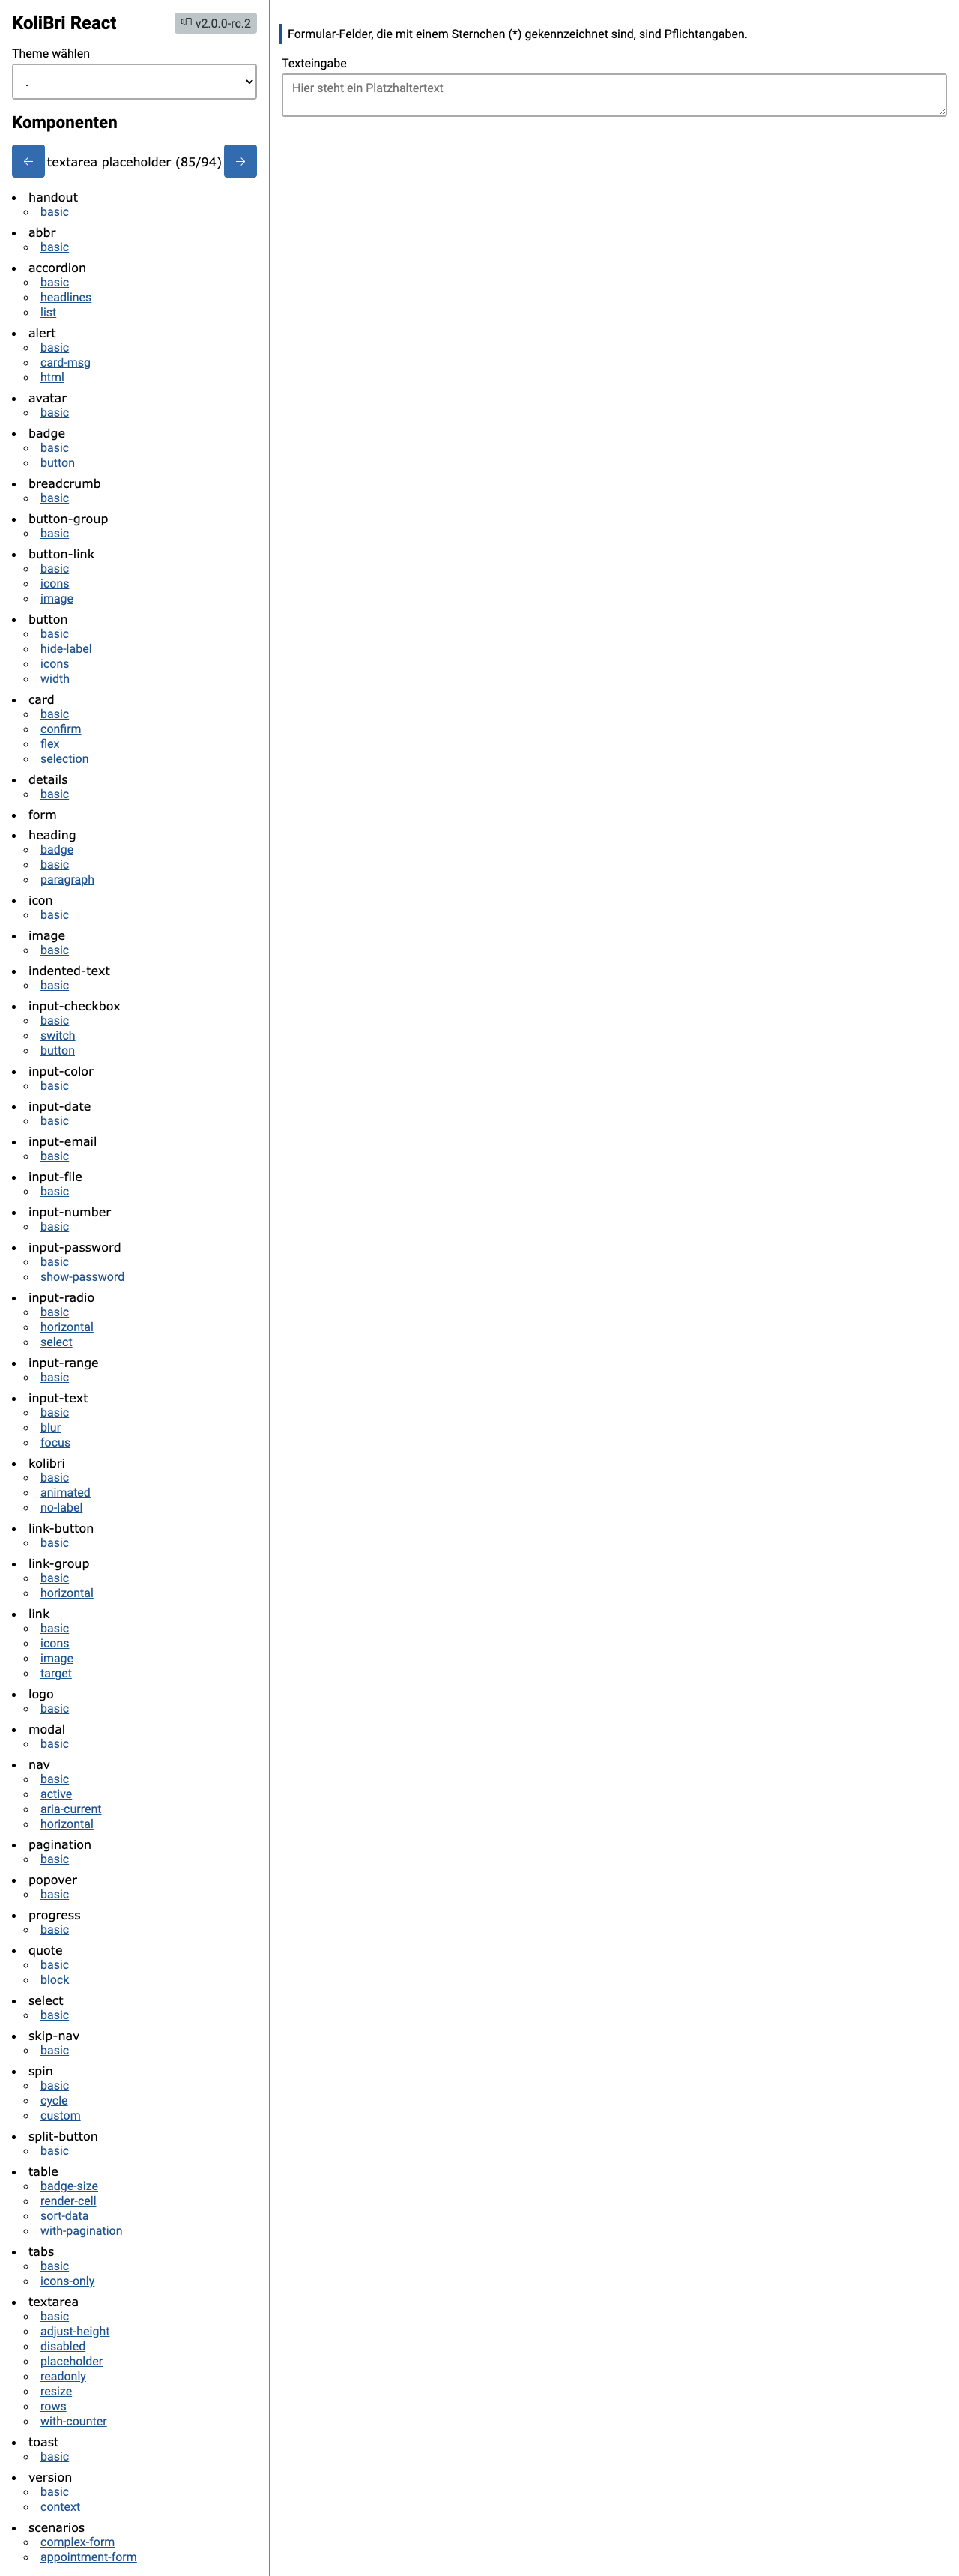 KoliBri React
v2.0.0-rc.2
Theme wählen
.
Komponenten
← textarea placeholder (85/94) →
handout
basic
abbr
basic
accordion
basic
headlines
list
alert
basic
card-msg
html
avatar
basic
badge
basic
button
breadcrumb
basic
button-group
basic
button-link
basic
icons
image
button
basic
hide-label
icons
width
card
basic
confirm
flex
selection
details
basic
form
heading
badge
basic
paragraph
icon
basic
image
basic
indented-text
basic
input-checkbox
basic
switch
button
input-color
basic
input-date
basic
input-email
basic
input-file
basic
input-number
basic
input-password
basic
show-password
input-radio
basic
horizontal
select
input-range
basic
input-text
basic
blur
focus
kolibri
basic
animated
no-label
link-button
basic
link-group
basic
horizontal
link
basic
icons
image
target
logo
basic
modal
basic
nav
basic
active
aria-current
horizontal
pagination
basic
popover
basic
progress
basic
quote
basic
block
select
basic
skip-nav
basic
spin
basic
cycle
custom
split-button
basic
table
badge-size
render-cell
sort-data
with-pagination
tabs
basic
icons-only
textarea
basic
adjust-height
disabled
placeholder
readonly
resize
rows
with-counter
toast
basic
version
basic
context
scenarios
complex-form
appointment-form
Formular-Felder, die mit einem Sternchen (*) gekennzeichnet sind, sind Pflichtangaben.
Texteingabe
Hier steht ein Platzhaltertext